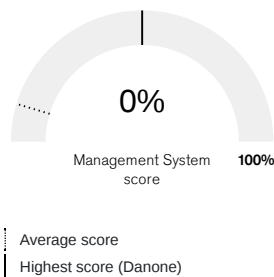 0%
Management System
score
100%
Average score
Highest score (Danone)